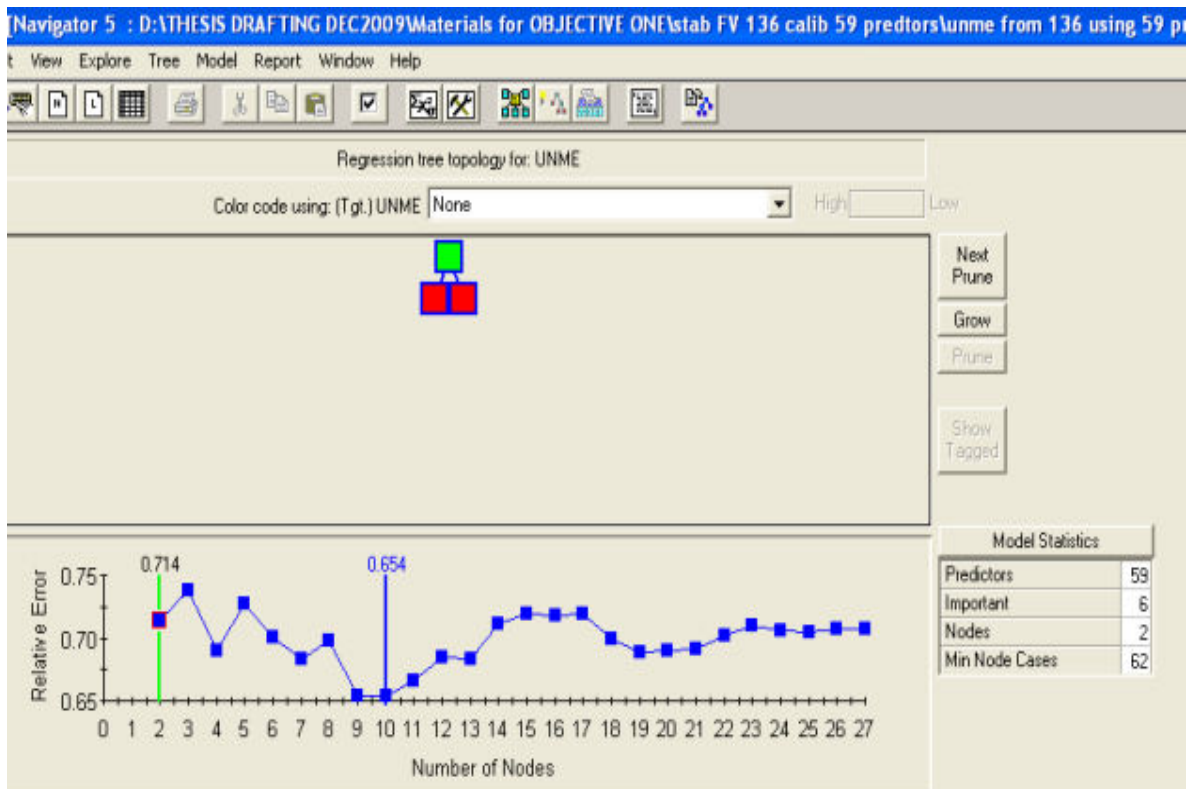 [Navigator 5 : D:\THESIS DRAFTING DEC2009\Materials for OBJECTIVE ONE\stab FV 136 calib 59 predtors\unme from 136 using 59 pr
t View Explore Tree Model Report Window Help
Regression tree topology for: UNME
Color code using: (Tgt.) UNME None High Low
Next
Prune
Grow
Prune
Show
Tagged
Model Statistics
Predictors 59
Important 6
Nodes 2
Min Node Cases 62
0.714 0.654
0.75
0.70
0.65
Relative Error
0 1 2 3 4 5 6 7 8 9 10 11 12 13 14 15 16 17 18 19 20 21 22 23 24 25 26 27
Number of Nodes